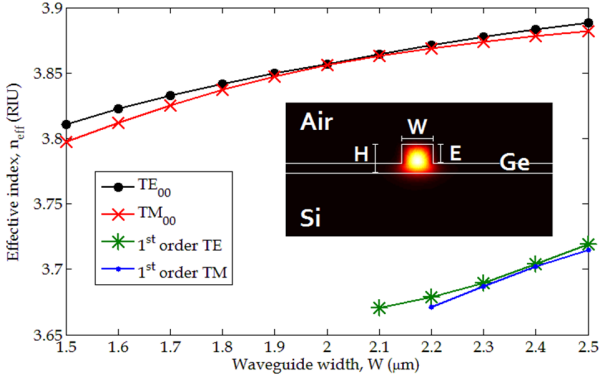 3.9
3.85
3.8
3.75
3.7
3.65
Effective index, n_eff (RIU)
Air
W
H
E
Ge
Si
TE₀₀
TM₀₀
1st order TE
1st order TM
1.5 1.6 1.7 1.8 1.9 2 2.1 2.2 2.3 2.4 2.5
Waveguide width, W (μm)